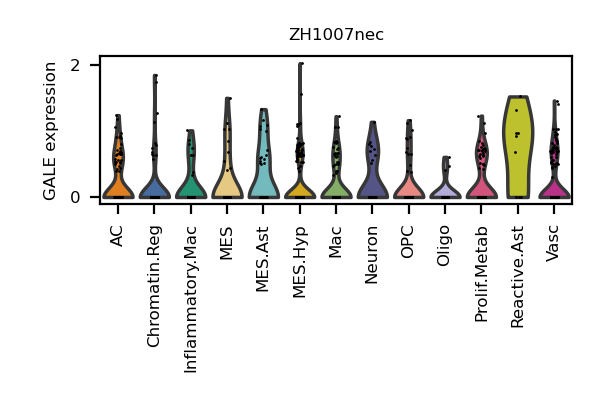 ZH1007nec
GALE expression
2
0
AC
Chromatin.Reg
Inflammatory.Mac
MES
MES.Ast
MES.Hyp
Mac
Neuron
OPC
Oligo
Prolif.Metab
Reactive.Ast
Vasc